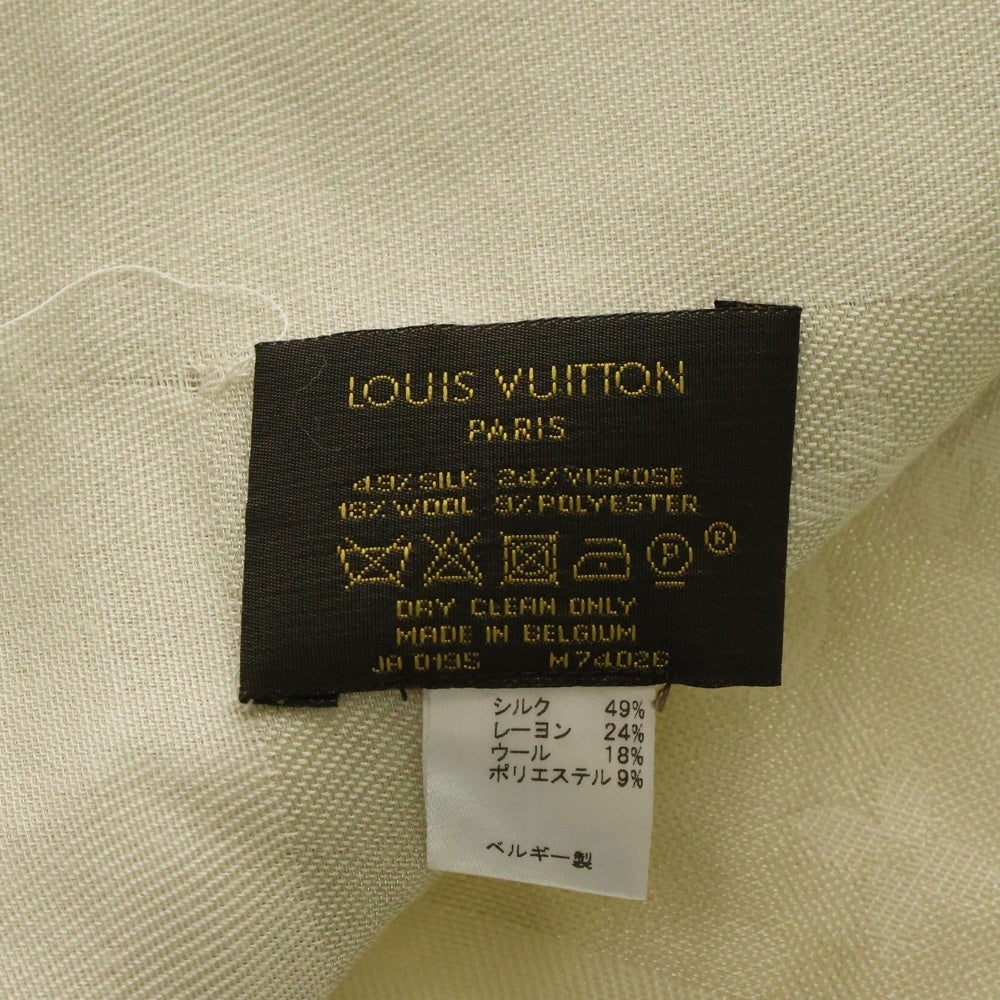 LOUIS VUITTON
PARIS
49% SILK 24% VISCOSE
18% WOOL 9% POLYESTER
P ®
DRY CLEAN ONLY
MADE IN BELGIUM
JA 0195 M74026
シルク 49%
レーヨン 24%
ウール 18%
ポリエステル 9%
ベルギー製